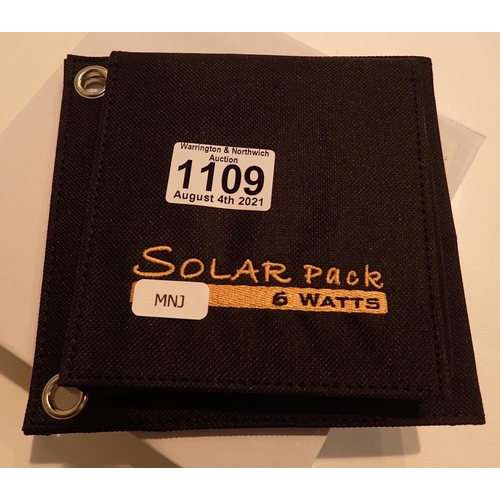 Warrington & Northwich
Auction
1109
August 4th 2021
SOLAR Pack
6 WATTS
MNJ